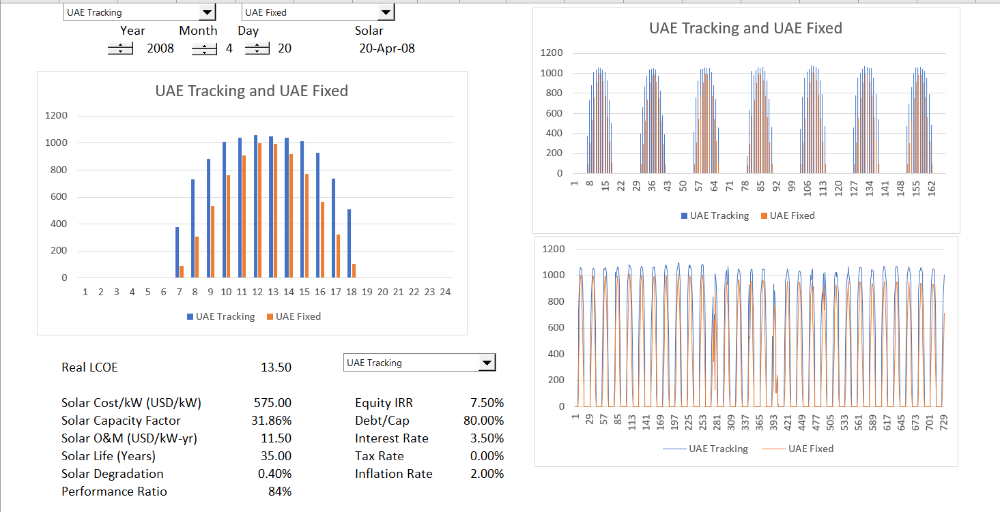 UAE Tracking UAE Fixed
Year Month Day Solar
2008 4 20 20-Apr-08
UAE Tracking and UAE Fixed
1200
1000
800
600
400
200
0
1 2 3 4 5 6 7 8 9 10 11 12 13 14 15 16 17 18 19 20 21 22 23 24
UAE Tracking UAE Fixed
Real LCOE 13.50 UAE Tracking
Solar Cost/kW (USD/kW) 575.00 Equity IRR 7.50%
Solar Capacity Factor 31.86% Debt/Cap 80.00%
Solar O&M (USD/kW-yr) 11.50 Interest Rate 3.50%
Solar Life (Years) 35.00 Tax Rate 0.00%
Solar Degradation 0.40% Inflation Rate 2.00%
Performance Ratio 84%
UAE Tracking and UAE Fixed
1200
1000
800
600
400
200
0
1 8 15 22 29 36 43 50 57 64 71 78 85 92 99 106 113 120 127 134 141 148 155 162
UAE Tracking UAE Fixed
1200
1000
800
600
400
200
0
1 29 57 85 113 141 169 197 225 253 281 309 337 365 393 421 449 477 505 533 561 589 617 645 673 701 729
UAE Tracking UAE Fixed